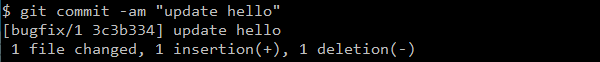 $ git commit -am "update hello"
[bugfix/1 3c3b334] update hello
 1 file changed, 1 insertion(+), 1 deletion(-)